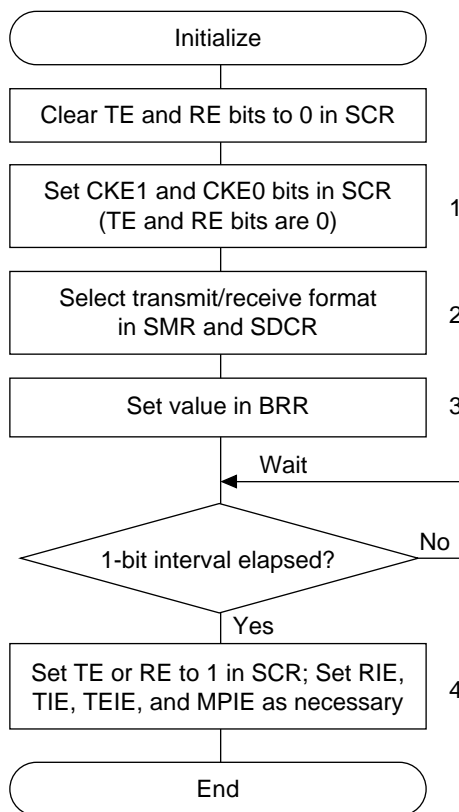 Initialize
Clear TE and RE bits to 0 in SCR
Set CKE1 and CKE0 bits in SCR
(TE and RE bits are 0)
1
Select transmit/receive format
in SMR and SDCR
2
Set value in BRR
3
Wait
1-bit interval elapsed?
No
Yes
Set TE or RE to 1 in SCR; Set RIE,
TIE, TEIE, and MPIE as necessary
4
End